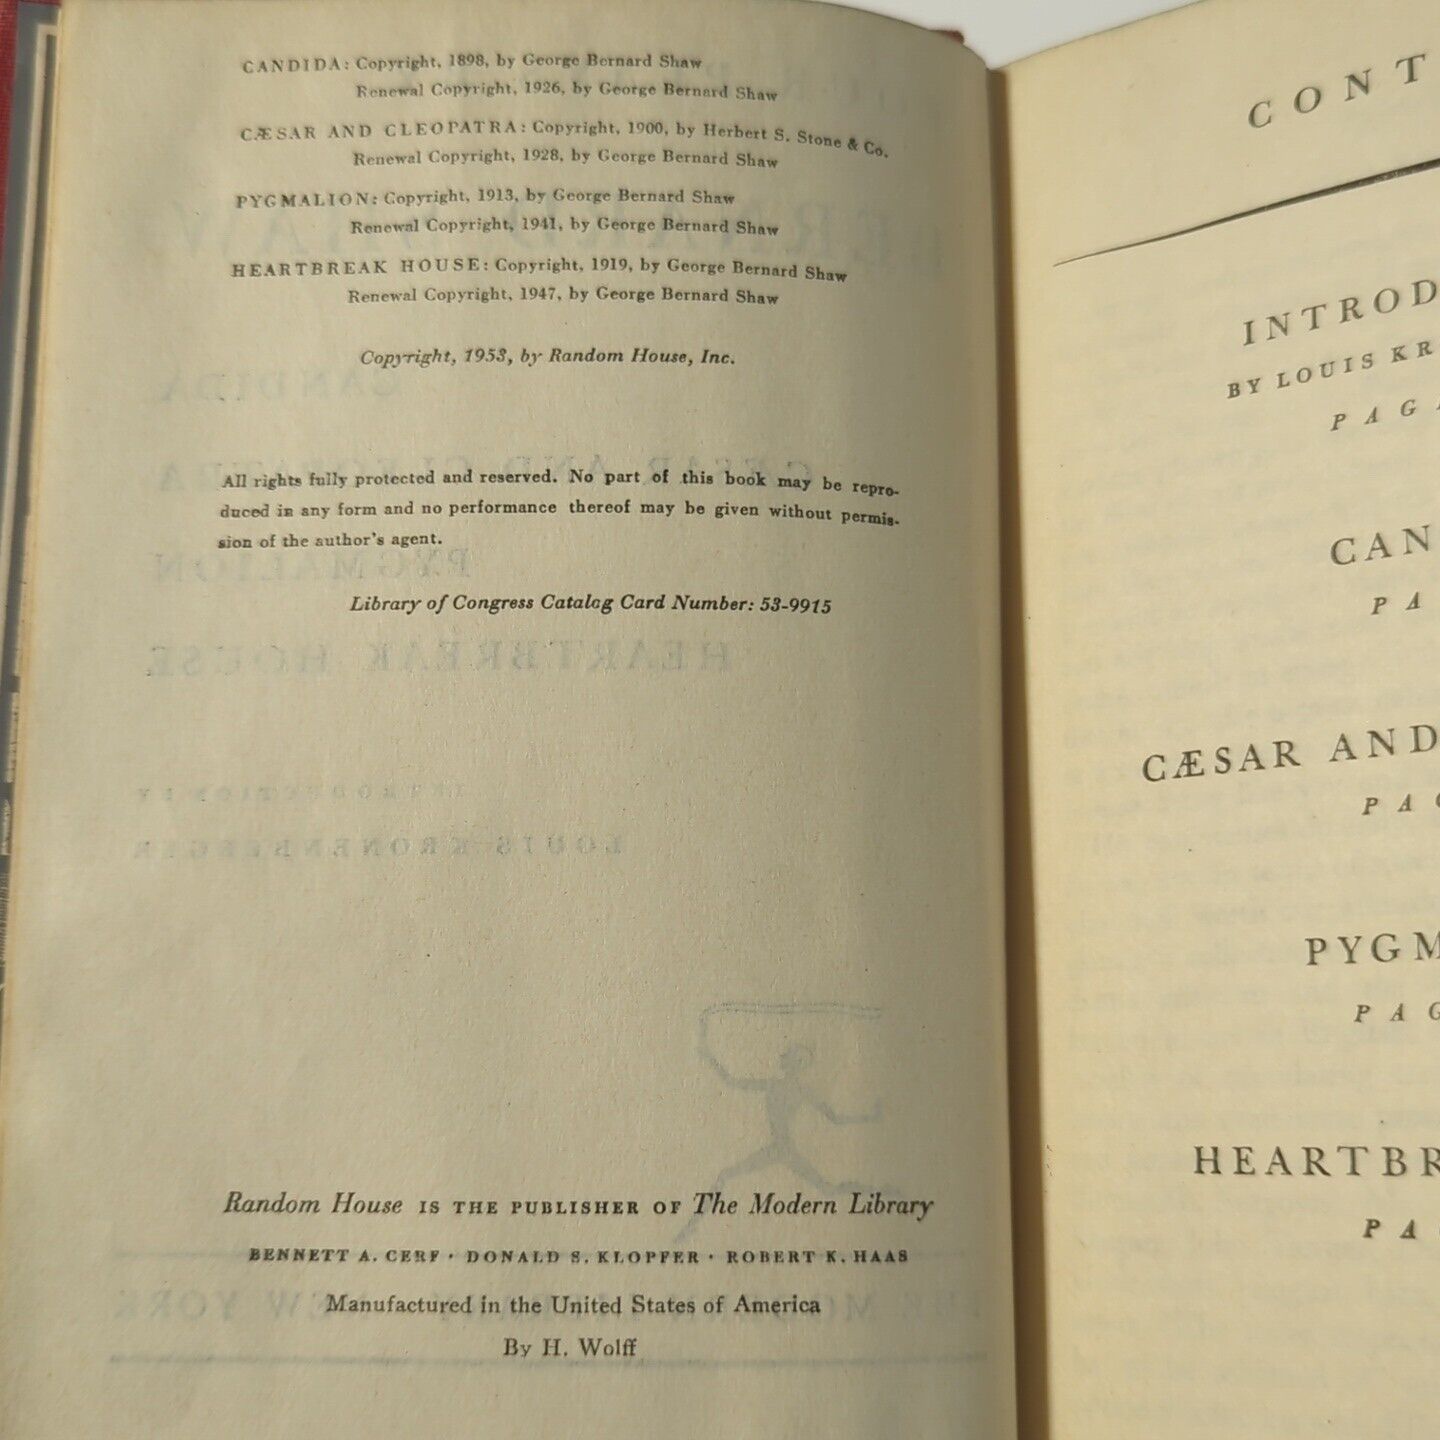 CANDIDA: Copyright, 1898, by George Bernard Shaw
Renewal Copyright, 1926, by George Bernard Shaw
CÆSAR AND CLEOPATRA: Copyright, 1900, by Herbert S. Stone & Co.
Renewal Copyright, 1928, by George Bernard Shaw
PYGMALION: Copyright, 1913, by George Bernard Shaw
Renewal Copyright, 1941, by George Bernard Shaw
HEARTBREAK HOUSE: Copyright, 1919, by George Bernard Shaw
Renewal Copyright, 1947, by George Bernard Shaw
Copyright, 1953, by Random House, Inc.
All rights fully protected and reserved. No part of this book may be repro-
duced in any form and no performance thereof may be given without permis-
sion of the author's agent.
Library of Congress Catalog Card Number: 53-9915
Random House IS THE PUBLISHER OF The Modern Library
BENNETT A. CERF · DONALD S. KLOPFER · ROBERT K. HAAS
Manufactured in the United States of America
By H. Wolff
CONT
INTROD
BY LOUIS KR
PAG
CAN
PA
CÆSAR AND
PAG
PYGM
PAG
HEARTBR
PA